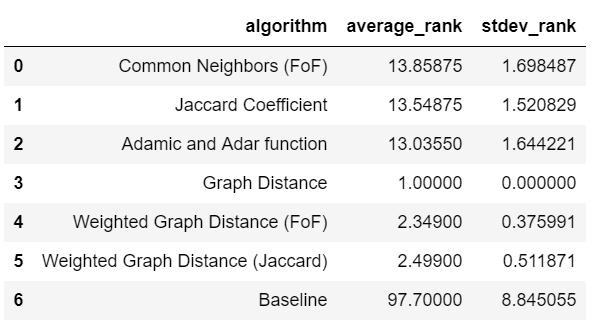 algorithm average_rank stdev_rank
0 Common Neighbors (FoF) 13.85875 1.698487
1 Jaccard Coefficient 13.54875 1.520829
2 Adamic and Adar function 13.03550 1.644221
3 Graph Distance 1.00000 0.000000
4 Weighted Graph Distance (FoF) 2.34900 0.375991
5 Weighted Graph Distance (Jaccard) 2.49900 0.511871
6 Baseline 97.70000 8.845055